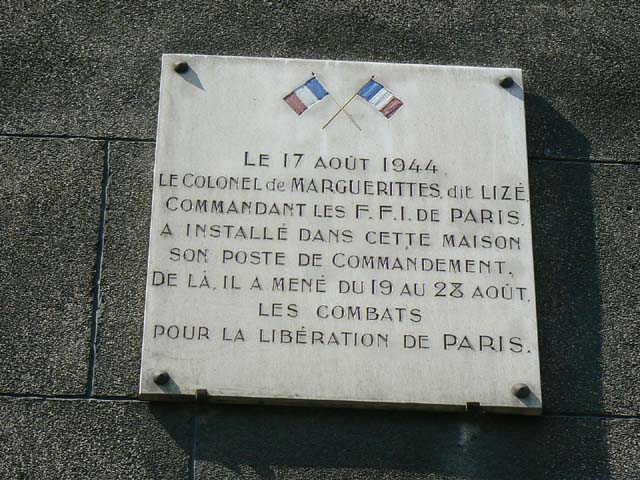 LE 17 AOÛT 1944.
LE COLONEL de MARGUERITTES, dit LIZÉ,
COMMANDANT LES F.F.I. DE PARIS,
A INSTALLÉ DANS CETTE MAISON
SON POSTE DE COMMANDEMENT,
DE LÀ, IL A MENÉ DU 19 AU 28 AOÛT,
LES COMBATS
POUR LA LIBÉRATION DE PARIS.